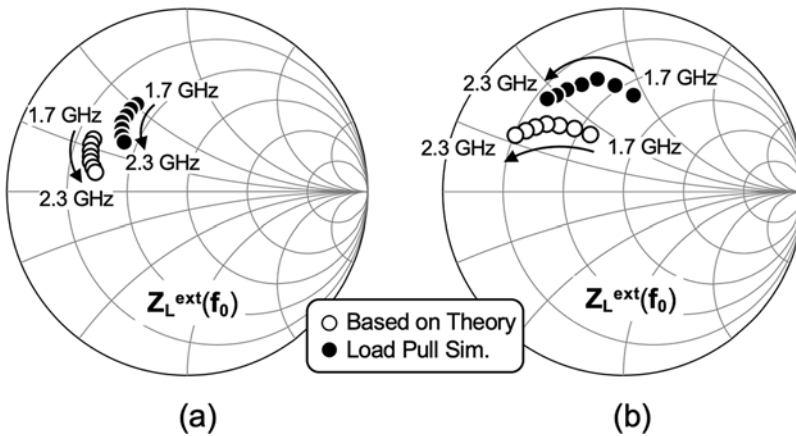 1.7 GHz
1.7 GHz
2.3 GHz
2.3 GHz
Z_L^ext(f_0)
2.3 GHz
1.7 GHz
2.3 GHz
1.7 GHz
Z_L^ext(f_0)
Based on Theory
Load Pull Sim.
(a)
(b)